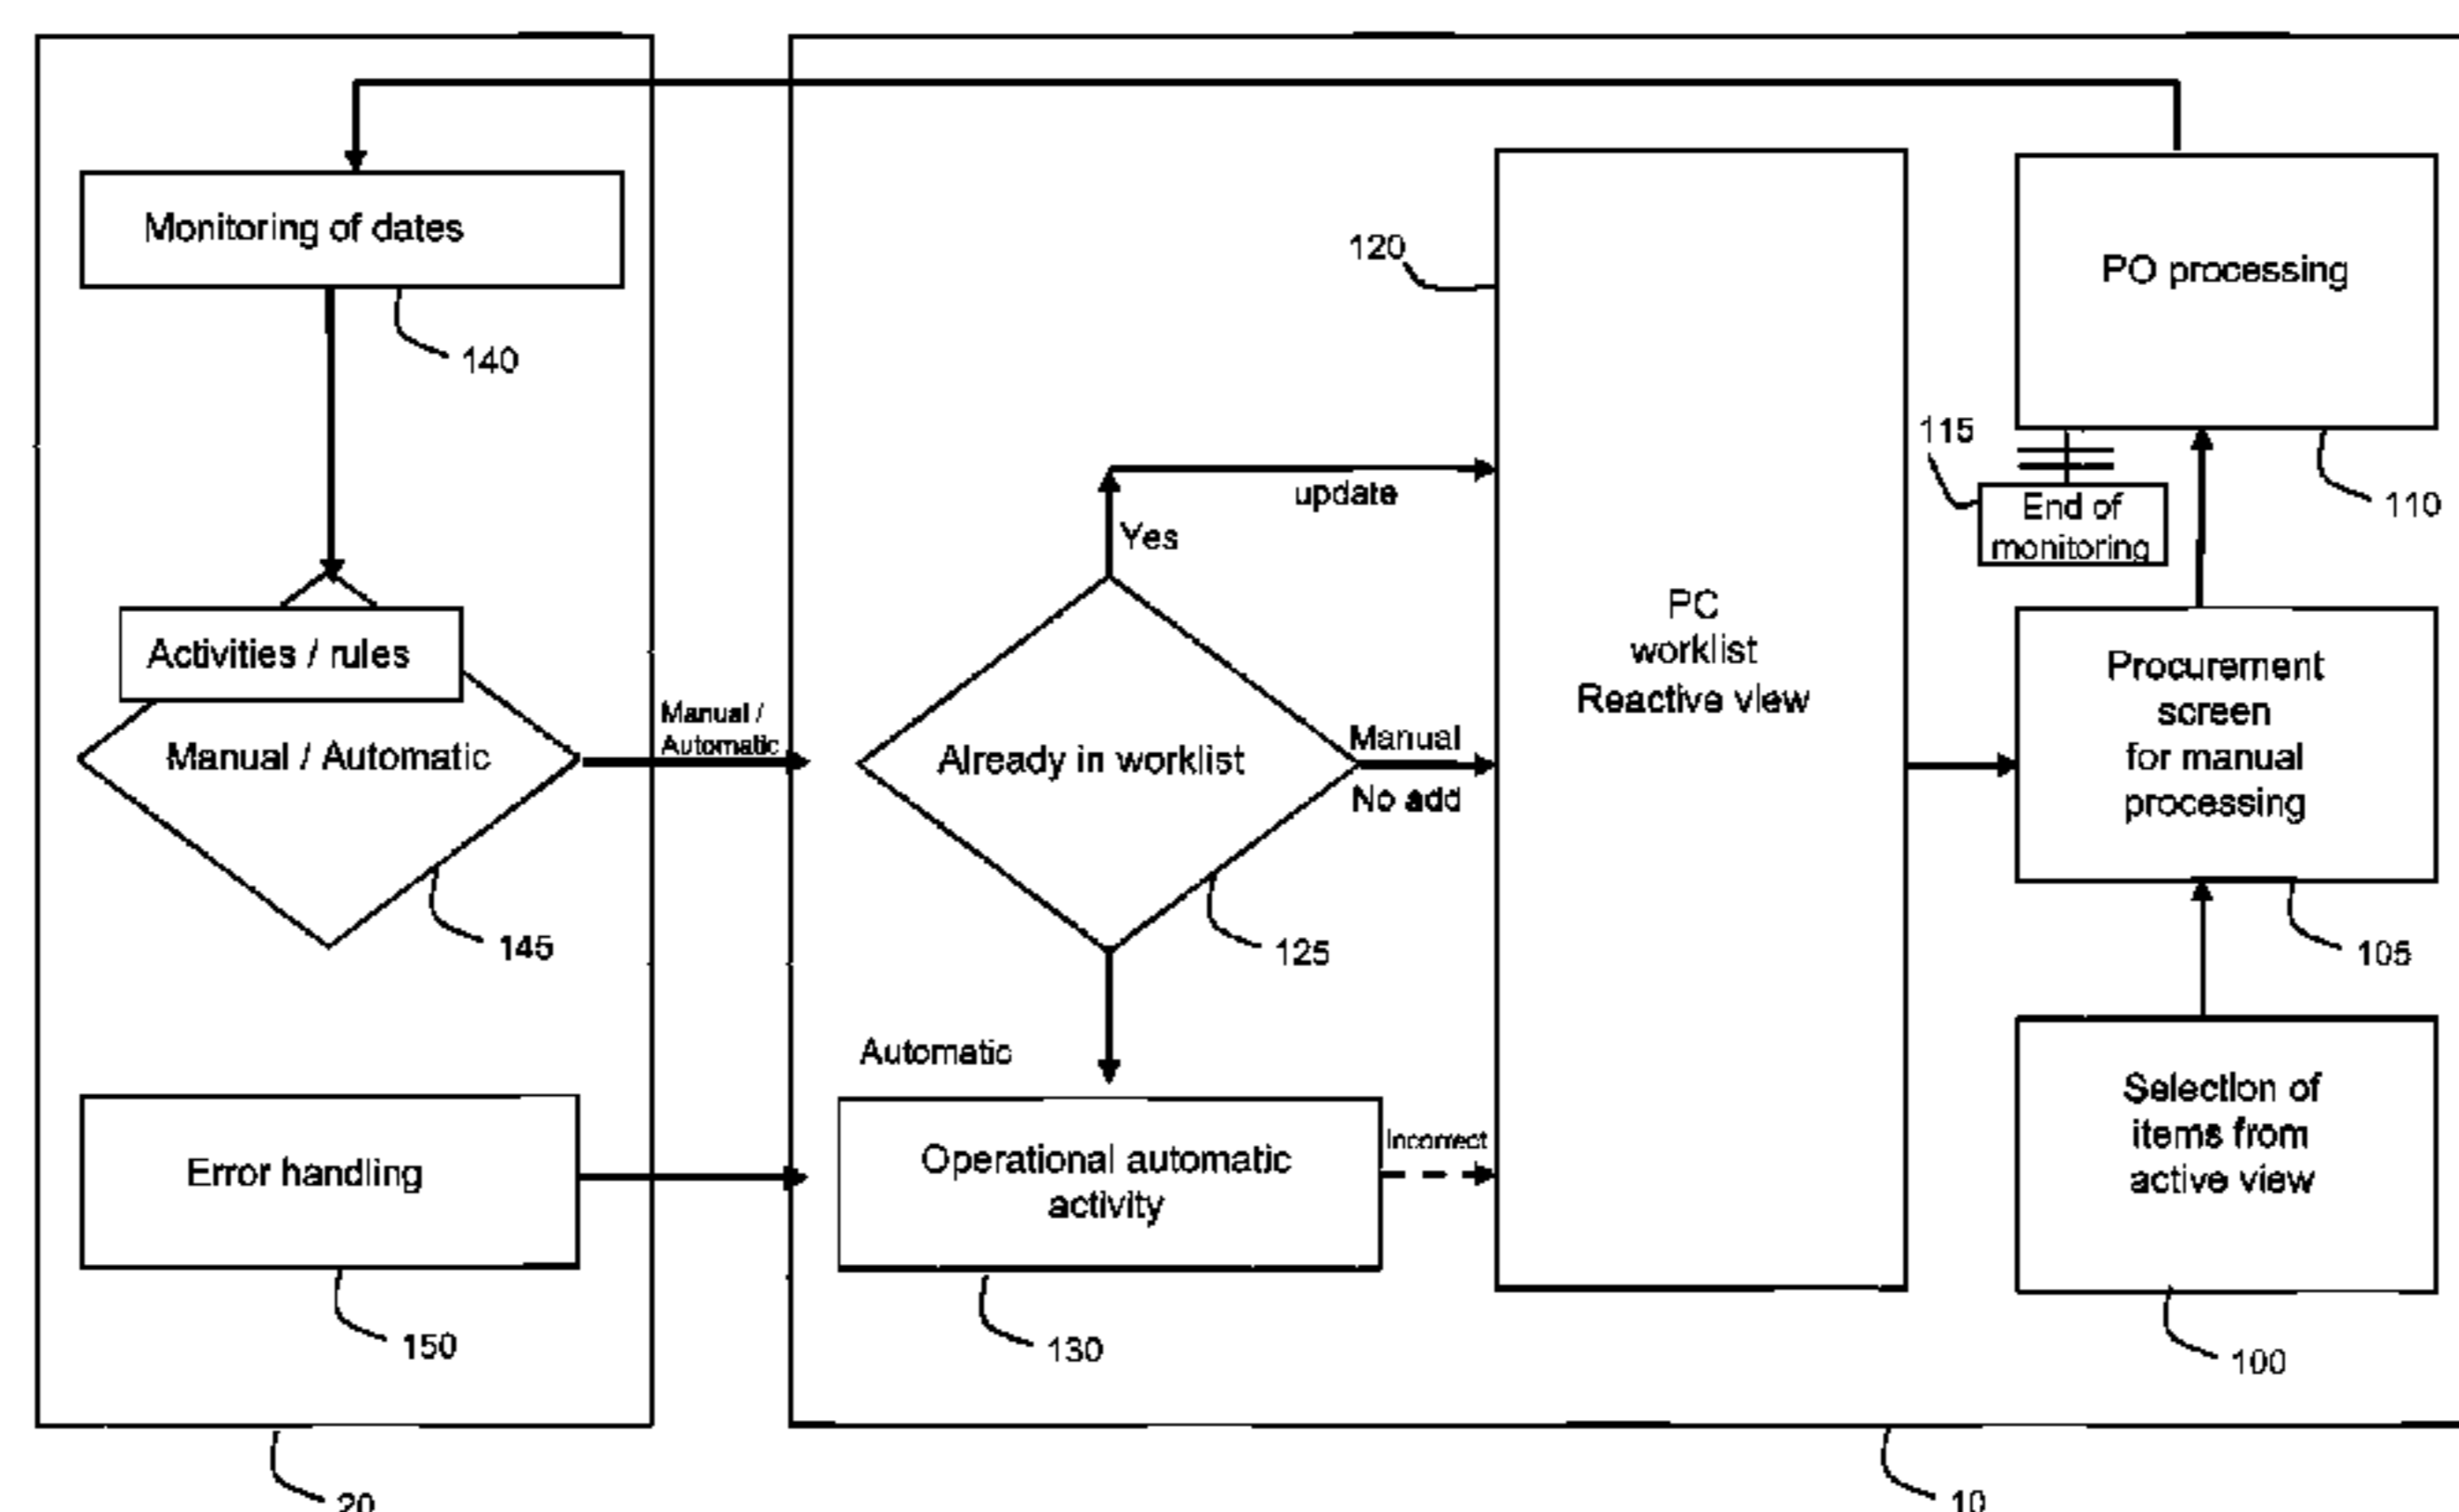 Monitoring of dates
140
Activities / rules
Manual / Automatic
145
Error handling
150
20
Manual /
Automatic
120
update
Yes
Already in worklist
Manual
No add
125
Automatic
Operational automatic
activity
Incorrect
130
PC
worklist
Reactive view
PO processing
115
End of
monitoring
110
Procurement
screen
for manual
processing
105
Selection of
items from
active view
100
10